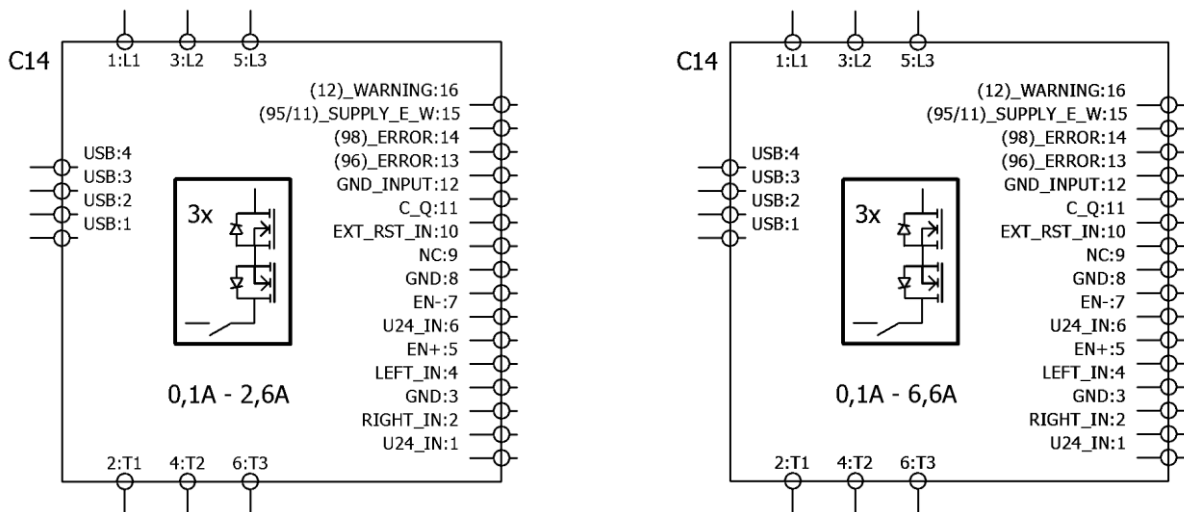 C14
1:L1 3:L2 5:L3
(12)_WARNING:16
(95/11)_SUPPLY_E_W:15
(98)_ERROR:14
(96)_ERROR:13
GND_INPUT:12
C_Q:11
EXT_RST_IN:10
NC:9
GND:8
EN-:7
U24_IN:6
EN+:5
LEFT_IN:4
GND:3
RIGHT_IN:2
U24_IN:1
USB:4
USB:3
USB:2
USB:1
3x
0,1A - 2,6A
2:T1 4:T2 6:T3
C14
1:L1 3:L2 5:L3
(12)_WARNING:16
(95/11)_SUPPLY_E_W:15
(98)_ERROR:14
(96)_ERROR:13
GND_INPUT:12
C_Q:11
EXT_RST_IN:10
NC:9
GND:8
EN-:7
U24_IN:6
EN+:5
LEFT_IN:4
GND:3
RIGHT_IN:2
U24_IN:1
USB:4
USB:3
USB:2
USB:1
3x
0,1A - 6,6A
2:T1 4:T2 6:T3